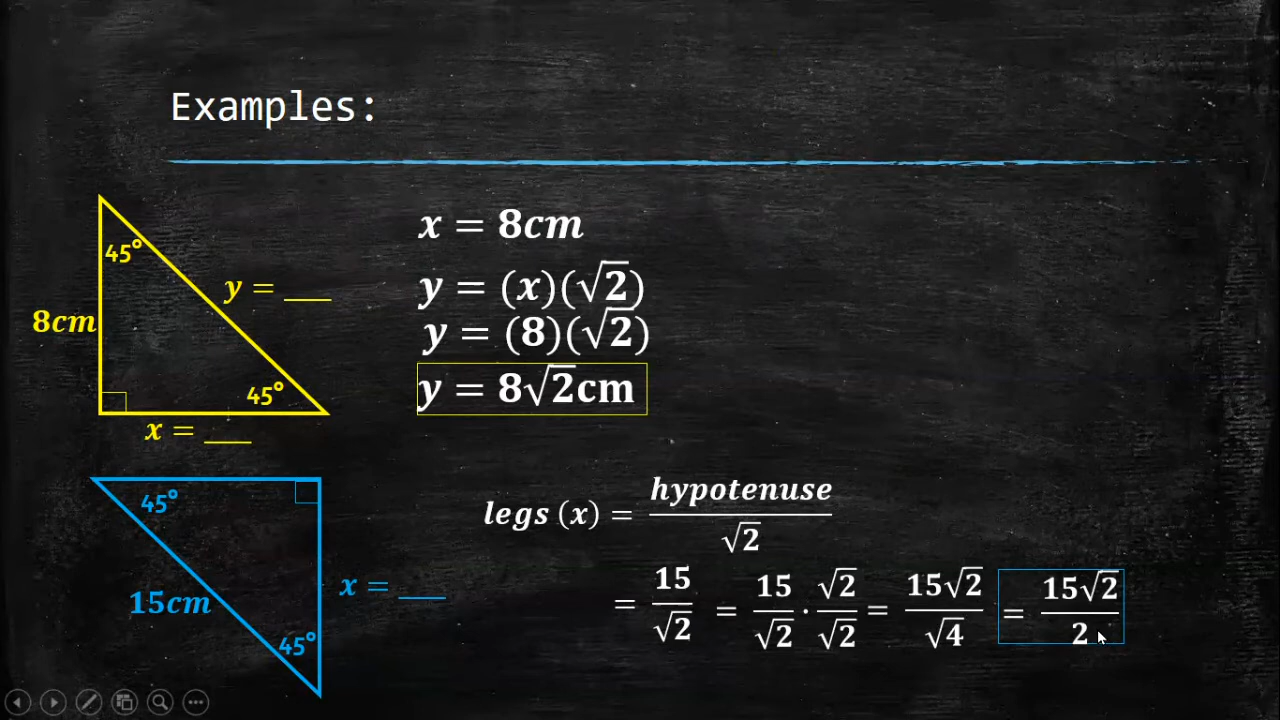 Examples:
45°
8cm
y = ___
45°
x = ___
x = 8cm
y = (x)(√2)
y = (8)(√2)
y = 8√2cm
45°
15cm
x = ___
45°
legs (x) = hypotenuse / √2
= 15/√2 = 15/√2 · √2/√2 = 15√2/√4 = 15√2/2